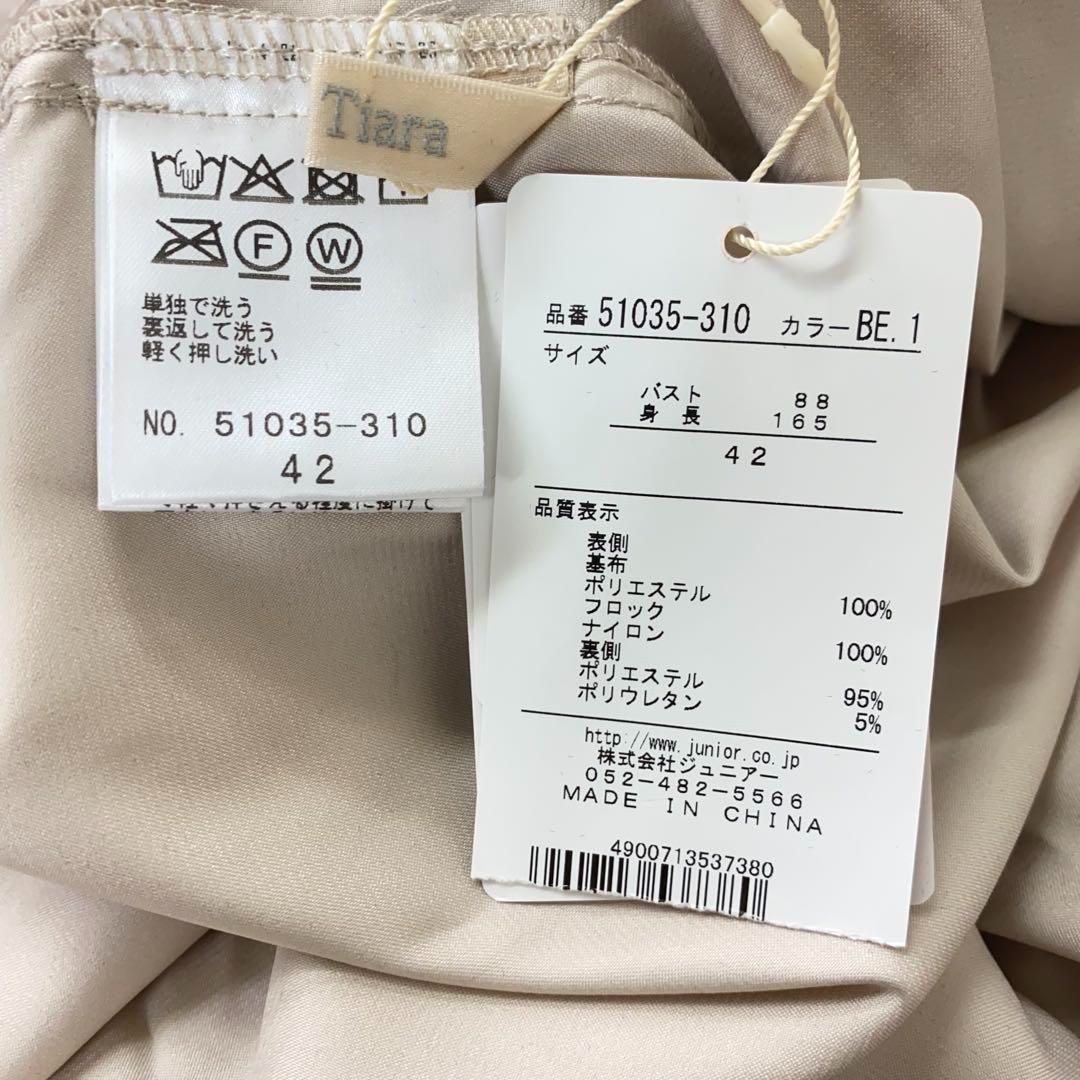 Tiara
F
W
単独で洗う
裏返して洗う
軽く押し洗い
NO. 51035-310
42
品番 51035-310 カラーBE.1
サイズ
バスト 88
身長 165
42
品質表示
表側
基布
ポリエステル 100%
フロック
ナイロン 100%
裏側
ポリエステル 95%
ポリウレタン 5%
http://www.junior.co.jp
株式会社ジュニアー
052-482-5566
MADE IN CHINA
4900713537380